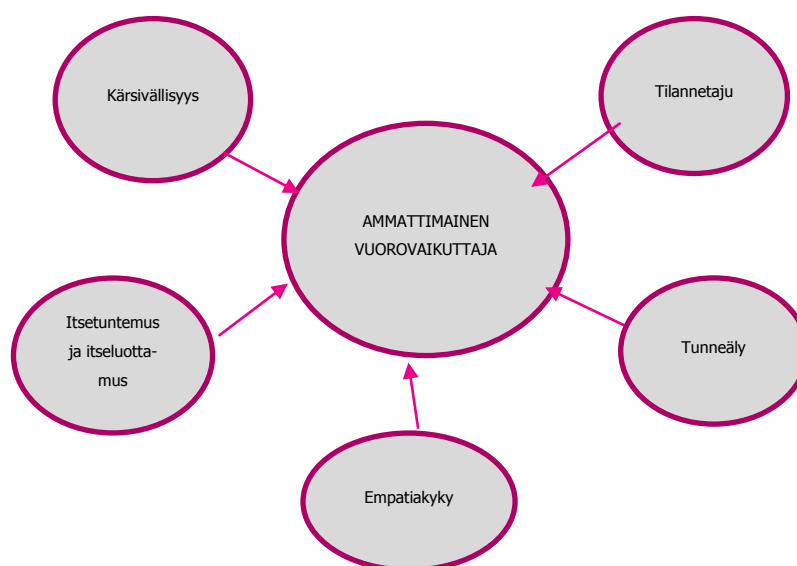 Kärsivällisyys
Tilannetaju
AMMATTIMAINEN
VUOROVAIKUTTAJA
Itsetuntemus
ja itseluotta-
mus
Tunneäly
Empatiakyky